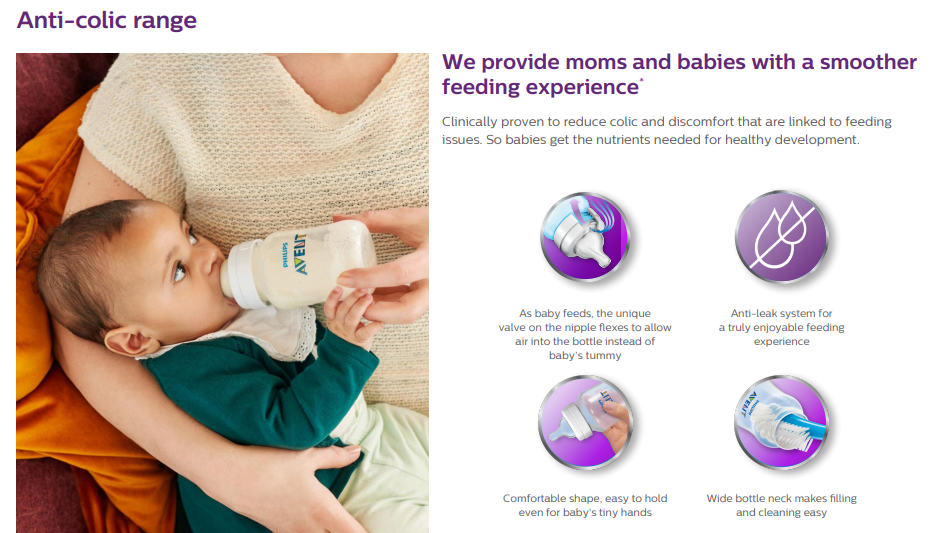 Anti-colic range
PHILIPS
AVENT
We provide moms and babies with a smoother
feeding experience*
Clinically proven to reduce colic and discomfort that are linked to feeding
issues. So babies get the nutrients needed for healthy development.
As baby feeds, the unique
valve on the nipple flexes to allow
air into the bottle instead of
baby's tummy
Anti-leak system for
a truly enjoyable feeding
experience
Comfortable shape, easy to hold
even for baby's tiny hands
AVENT
Wide bottle neck makes filling
and cleaning easy